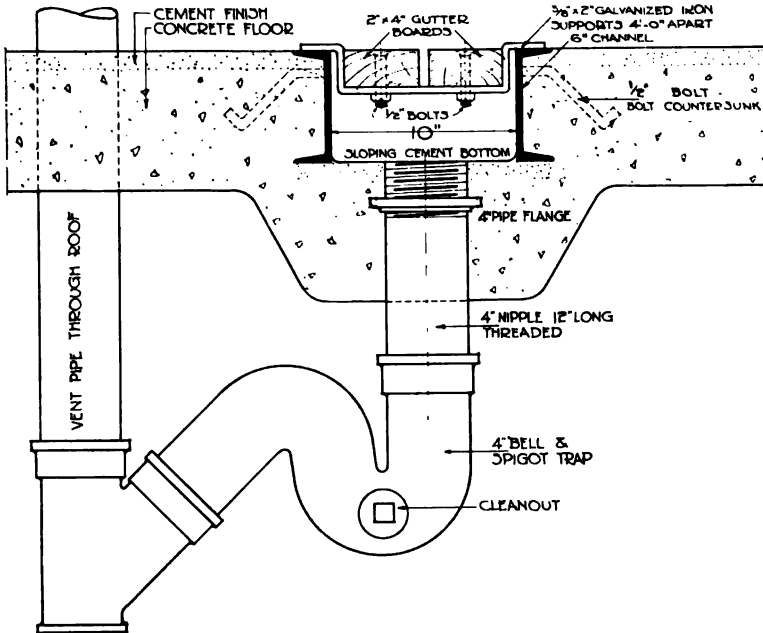 CEMENT FINISH
CONCRETE FLOOR
2"×4" GUTTER
BOARDS
3/8"×2" GALVANIZED IRON
SUPPORTS 4'-0" APART
6" CHANNEL
1/2" BOLT
BOLT COUNTERSUNK
1/2" BOLTS
10"
SLOPING CEMENT BOTTOM
4" PIPE FLANGE
VENT PIPE THROUGH ROOF
4" NIPPLE 12" LONG
THREADED
4" BELL &
SPIGOT TRAP
CLEANOUT